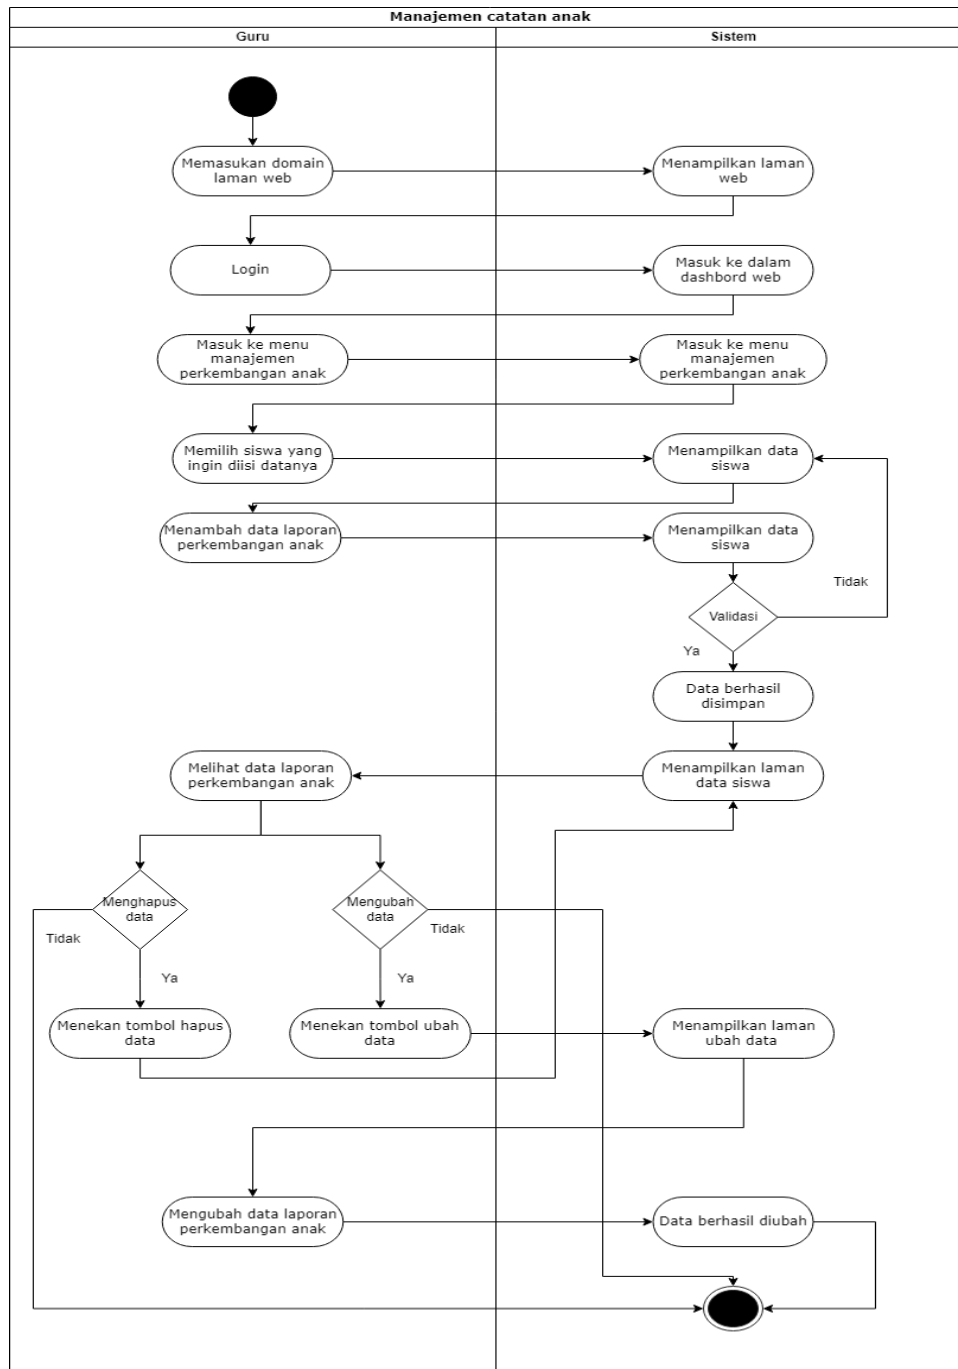 Manajemen catatan anak
Guru
Sistem
Memasukan domain
laman web
Menampilkan laman
web
Login
Masuk ke dalam
dashbord web
Masuk ke menu
manajemen
perkembangan anak
Masuk ke menu
manajemen
perkembangan anak
Memilih siswa yang
ingin diisi datanya
Menampilkan data
siswa
Menambah data laporan
perkembangan anak
Menampilkan data
siswa
Tidak
Validasi
Ya
Data berhasil
disimpan
Melihat data laporan
perkembangan anak
Menampilkan laman
data siswa
Menghapus
data
Mengubah
data
Tidak
Tidak
Ya
Ya
Menekan tombol hapus
data
Menekan tombol ubah
data
Menampilkan laman
ubah data
Mengubah data laporan
perkembangan anak
Data berhasil diubah